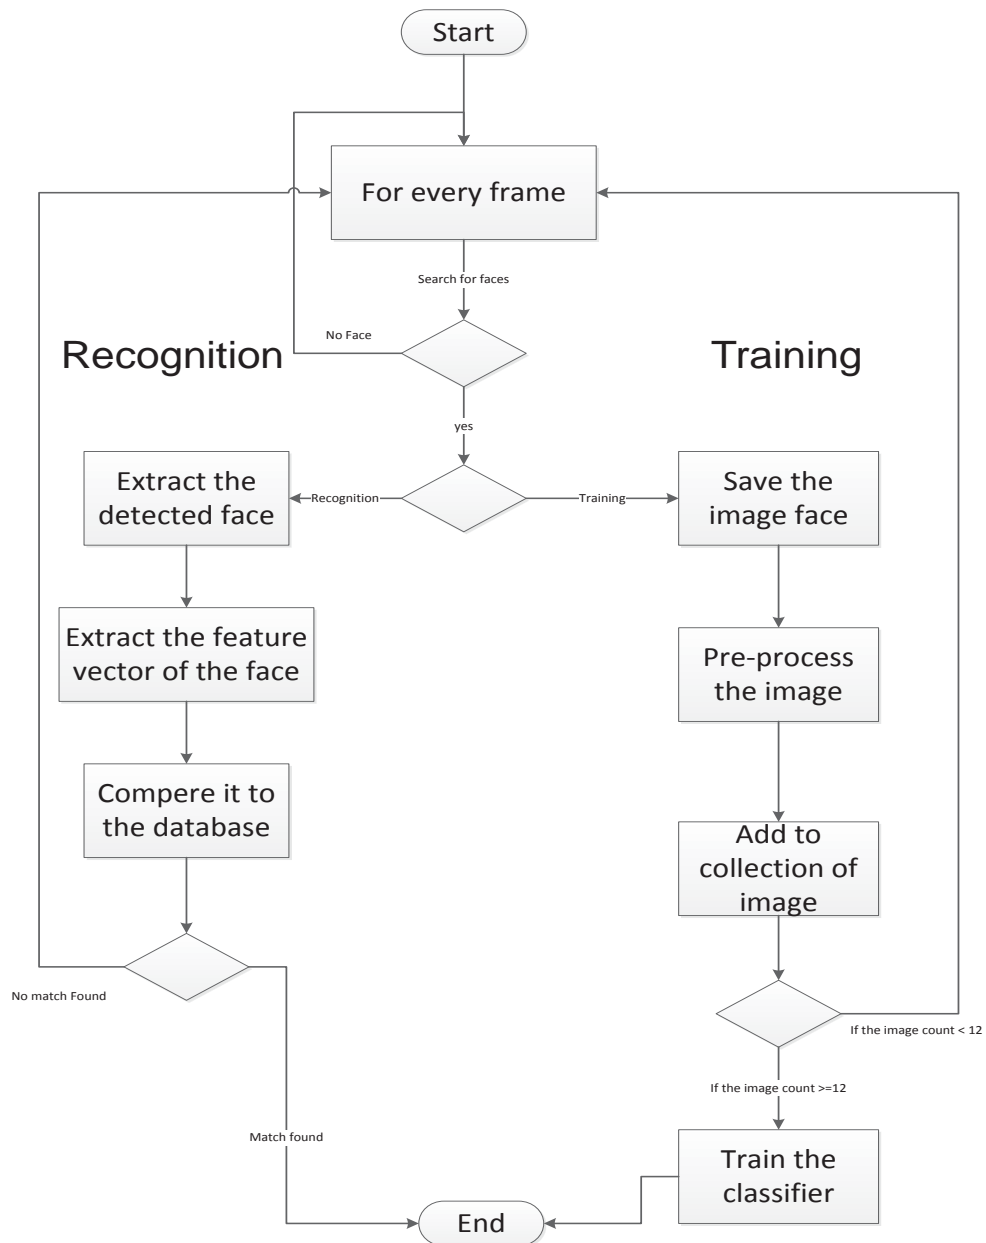 Start
For every frame
Search for faces
No Face
Recognition
Training
yes
Extract the
detected face
Recognition
Training
Save the
image face
Extract the feature
vector of the face
Pre-process
the image
Compere it to
the database
Add to
collection of
image
No match Found
If the image count < 12
If the image count >=12
Match found
Train the
classifier
End